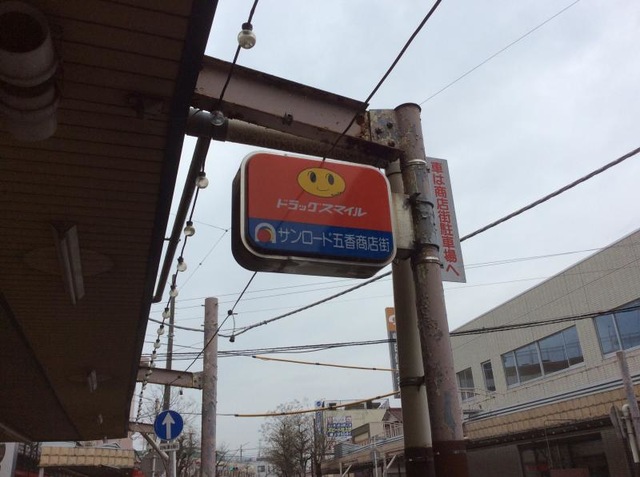 ドラッグスマイル
サンロード五香商店街
車は商店街駐車場へ